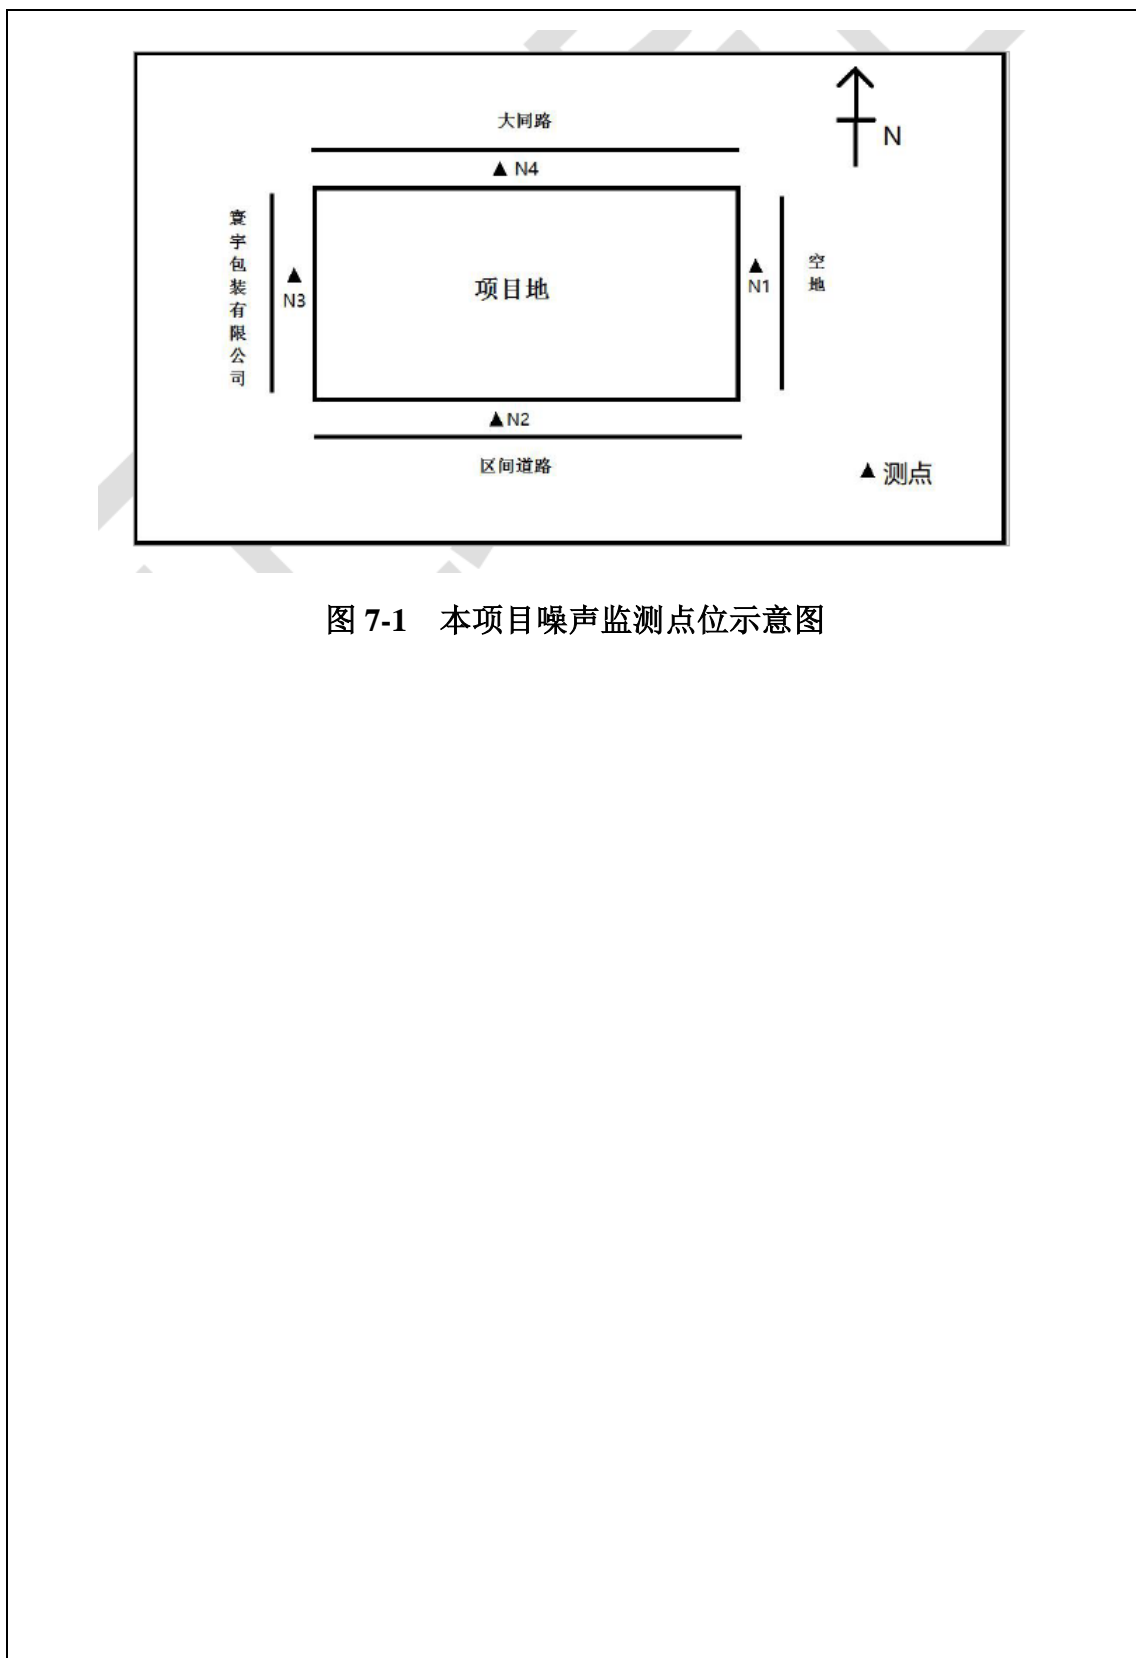 大同路
N
▲ N4
寰宇包装有限公司
▲
N3
项目地
▲
N1
空地
▲N2
区间道路
▲ 测点
图 7-1 本项目噪声监测点位示意图